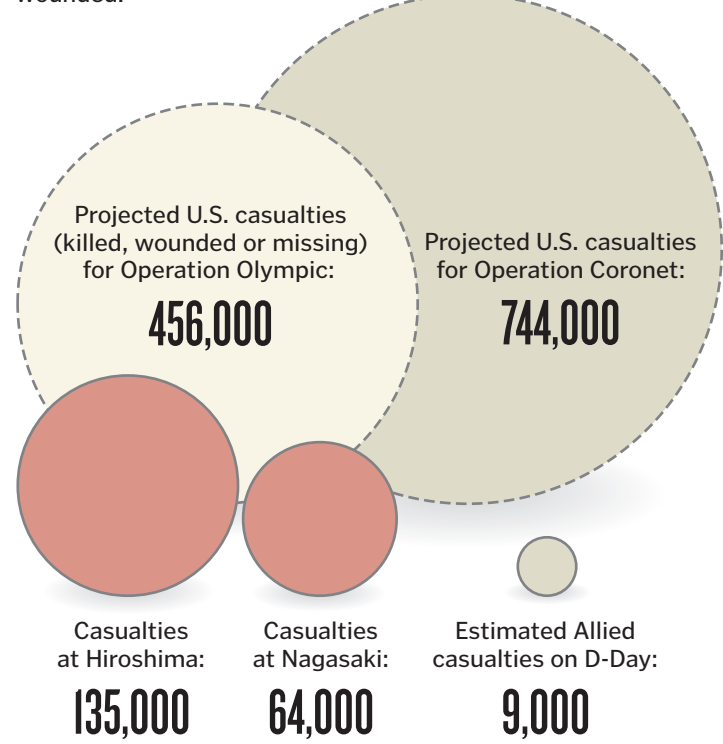 wounded.
Projected U.S. casualties
(killed, wounded or missing)
for Operation Olympic:
456,000
Projected U.S. casualties
for Operation Coronet:
744,000
Casualties
at Hiroshima:
135,000
Casualties
at Nagasaki:
64,000
Estimated Allied
casualties on D-Day:
9,000